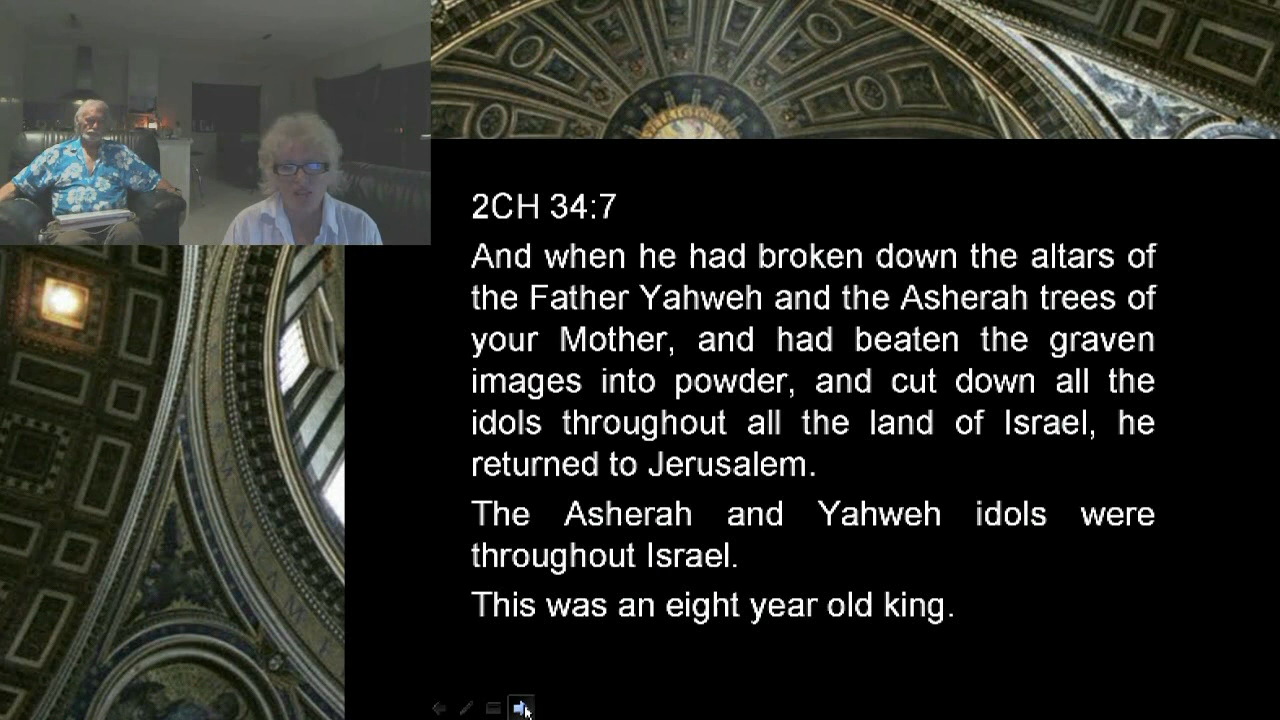 2CH 34:7
And when he had broken down the altars of
the Father Yahweh and the Asherah trees of
your Mother, and had beaten the graven
images into powder, and cut down all the
idols throughout all the land of Israel, he
returned to Jerusalem.
The Asherah and Yahweh idols were
throughout Israel.
This was an eight year old king.